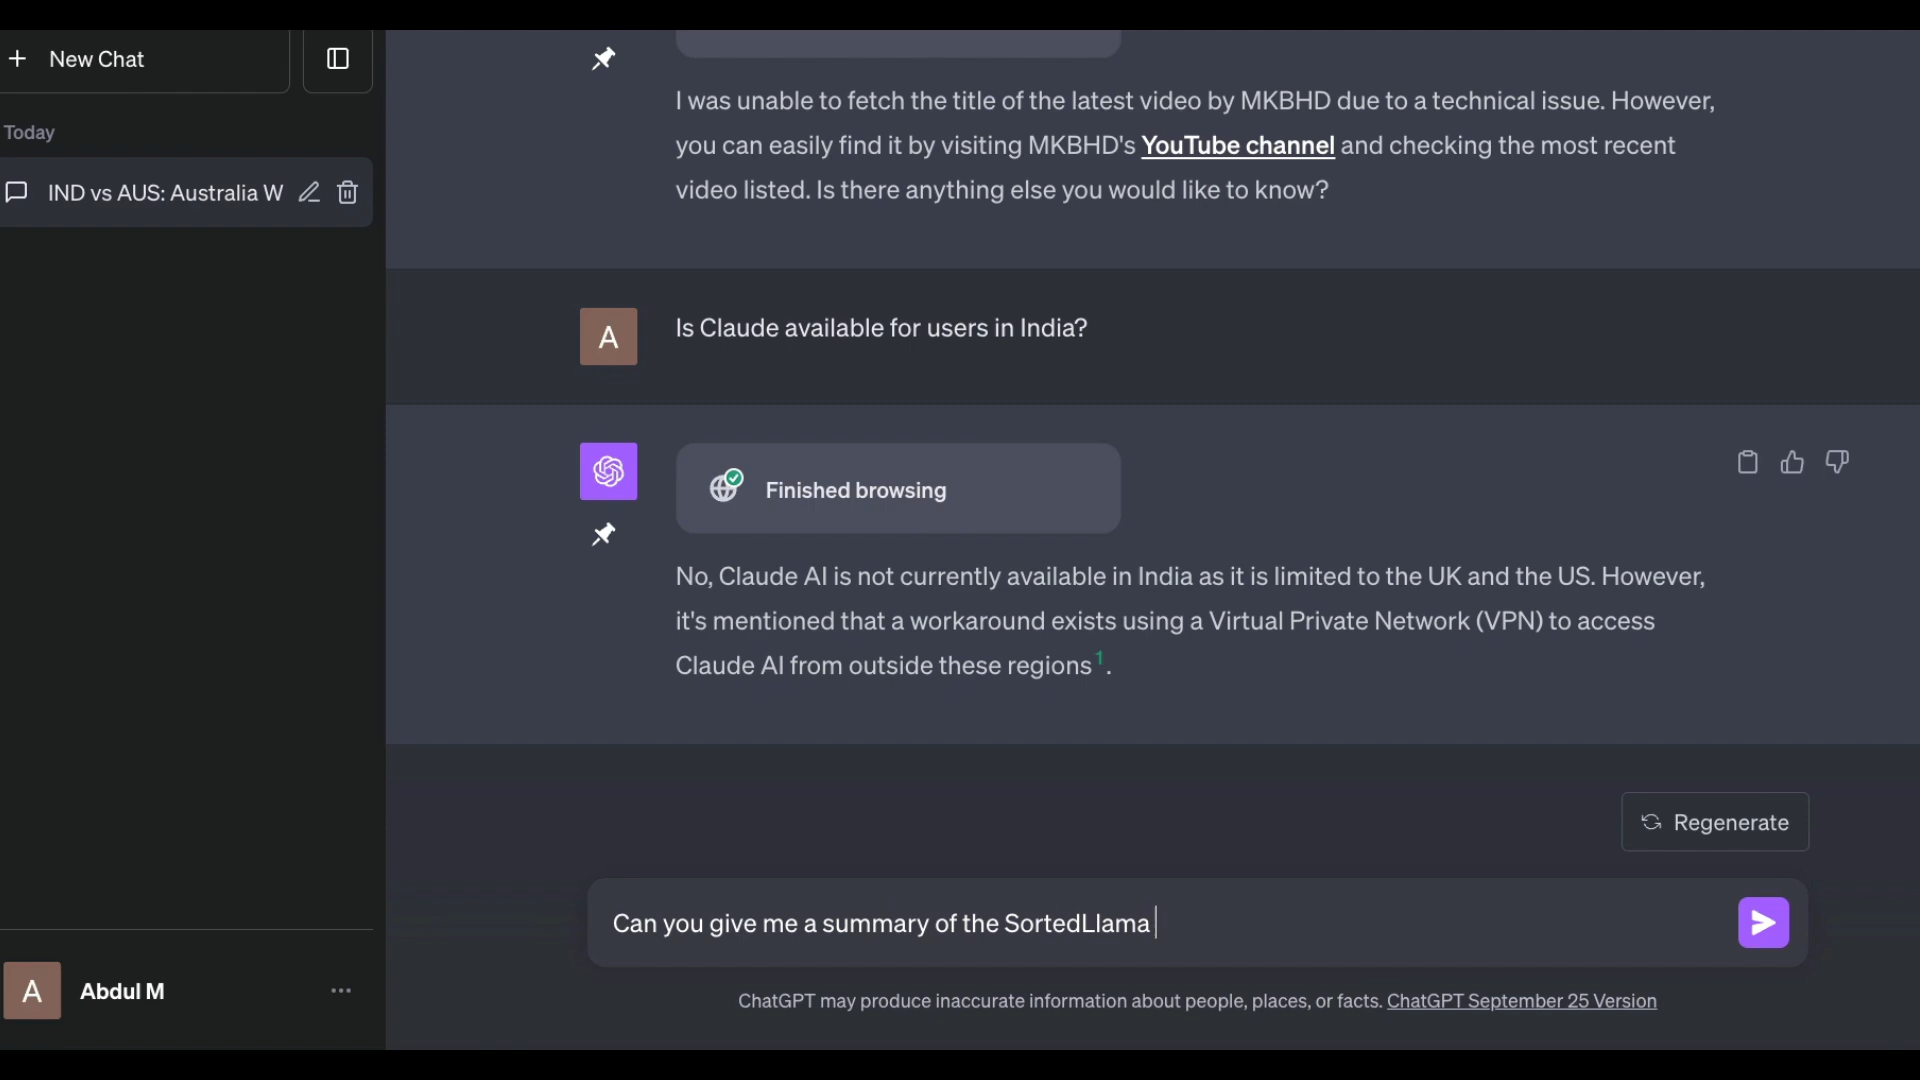 New Chat
Today
IND vs AUS: Australia W
I was unable to fetch the title of the latest video by MKBHD due to a technical issue. However,
you can easily find it by visiting MKBHD's YouTube channel and checking the most recent
video listed. Is there anything else you would like to know?
A
Is Claude available for users in India?
Finished browsing
No, Claude AI is not currently available in India as it is limited to the UK and the US. However,
it's mentioned that a workaround exists using a Virtual Private Network (VPN) to access
Claude AI from outside these regions1.
Regenerate
Can you give me a summary of the SortedLlama
A
Abdul M
ChatGPT may produce inaccurate information about people, places, or facts. ChatGPT September 25 Version